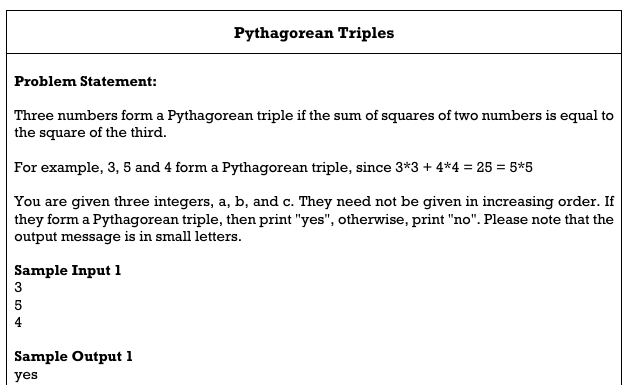 Pythagorean Triples
Problem Statement:
Three numbers form a Pythagorean triple if the sum of squares of two numbers is equal to
the square of the third.
For example, 3, 5 and 4 form a Pythagorean triple, since 3*3 + 4*4 = 25 = 5*5
You are given three integers, a, b, and c. They need not be given in increasing order. If
they form a Pythagorean triple, then print "yes", otherwise, print "no". Please note that the
output message is in small letters.
Sample Input 1
3
5
4
Sample Output 1
yes